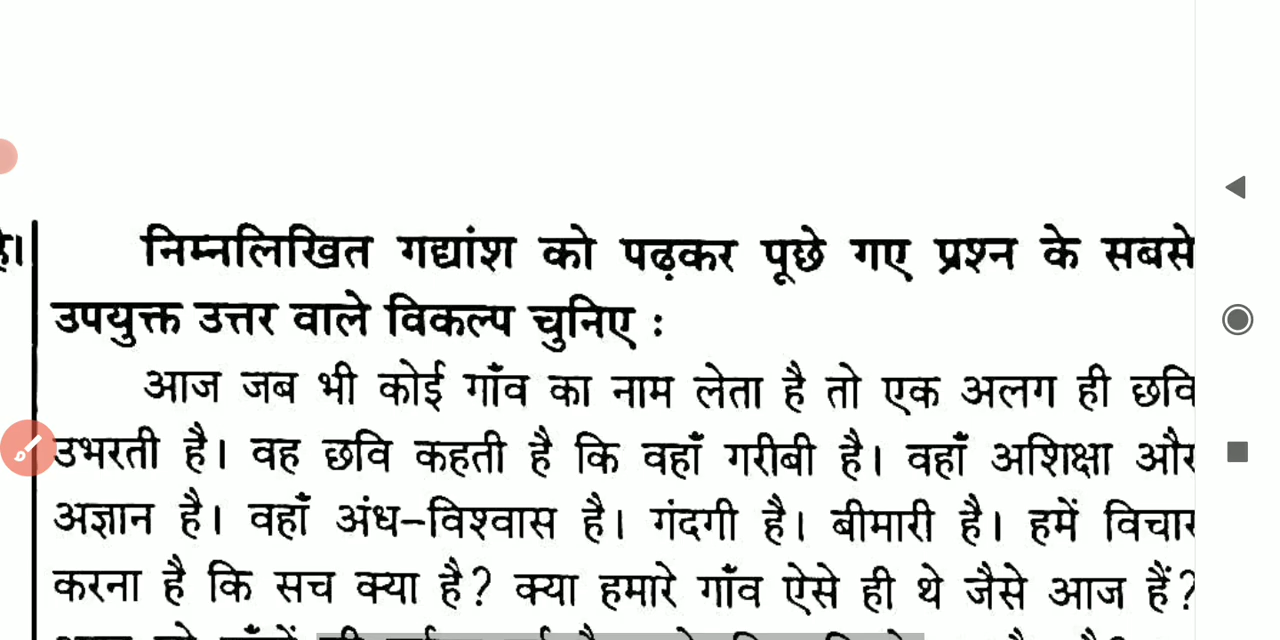 है।
निम्नलिखित गद्यांश को पढ़कर पूछे गए प्रश्न के सबसे
उपयुक्त उत्तर वाले विकल्प चुनिए :
आज जब भी कोई गाँव का नाम लेता है तो एक अलग ही छवि
उभरती है। वह छवि कहती है कि वहाँ गरीबी है। वहाँ अशिक्षा और
अज्ञान है। वहाँ अंध-विश्वास है। गंदगी है। बीमारी है। हमें विचार
करना है कि सच क्या है? क्या हमारे गाँव ऐसे ही थे जैसे आज हैं?